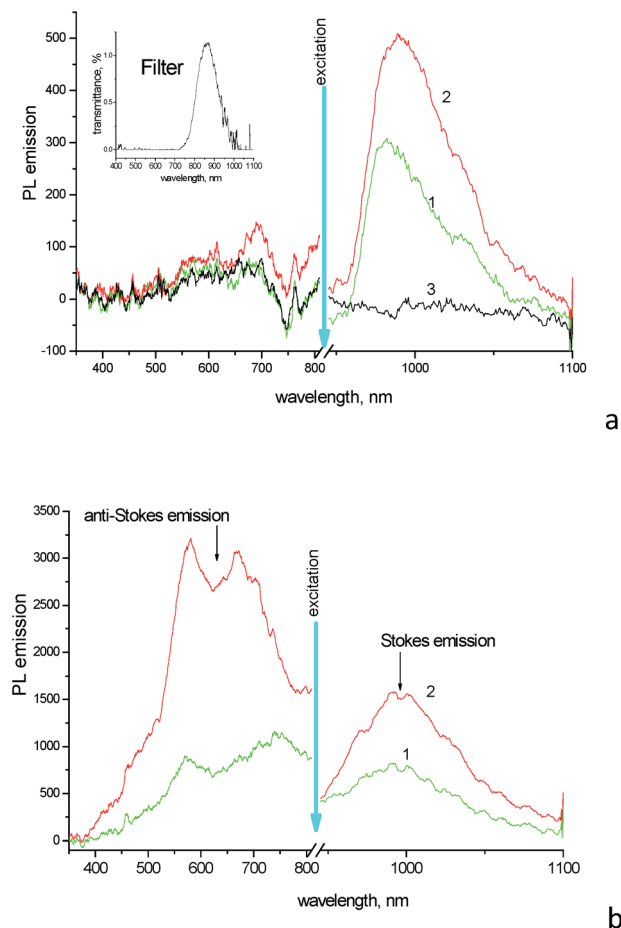 500
400
300
200
100
0
-100
PL emission
1.0
0.5
0.0
transmittance, %
Filter
400 500 600 700 800 900 1000 1100
wavelength, nm
excitation
2
1
3
400 500 600 700 800 1000 1100
wavelength, nm
a
3500
3000
2500
2000
1500
1000
500
0
PL emission
anti-Stokes emission
excitation
Stokes emission
2
1
400 500 600 700 800 1000 1100
wavelength, nm
b